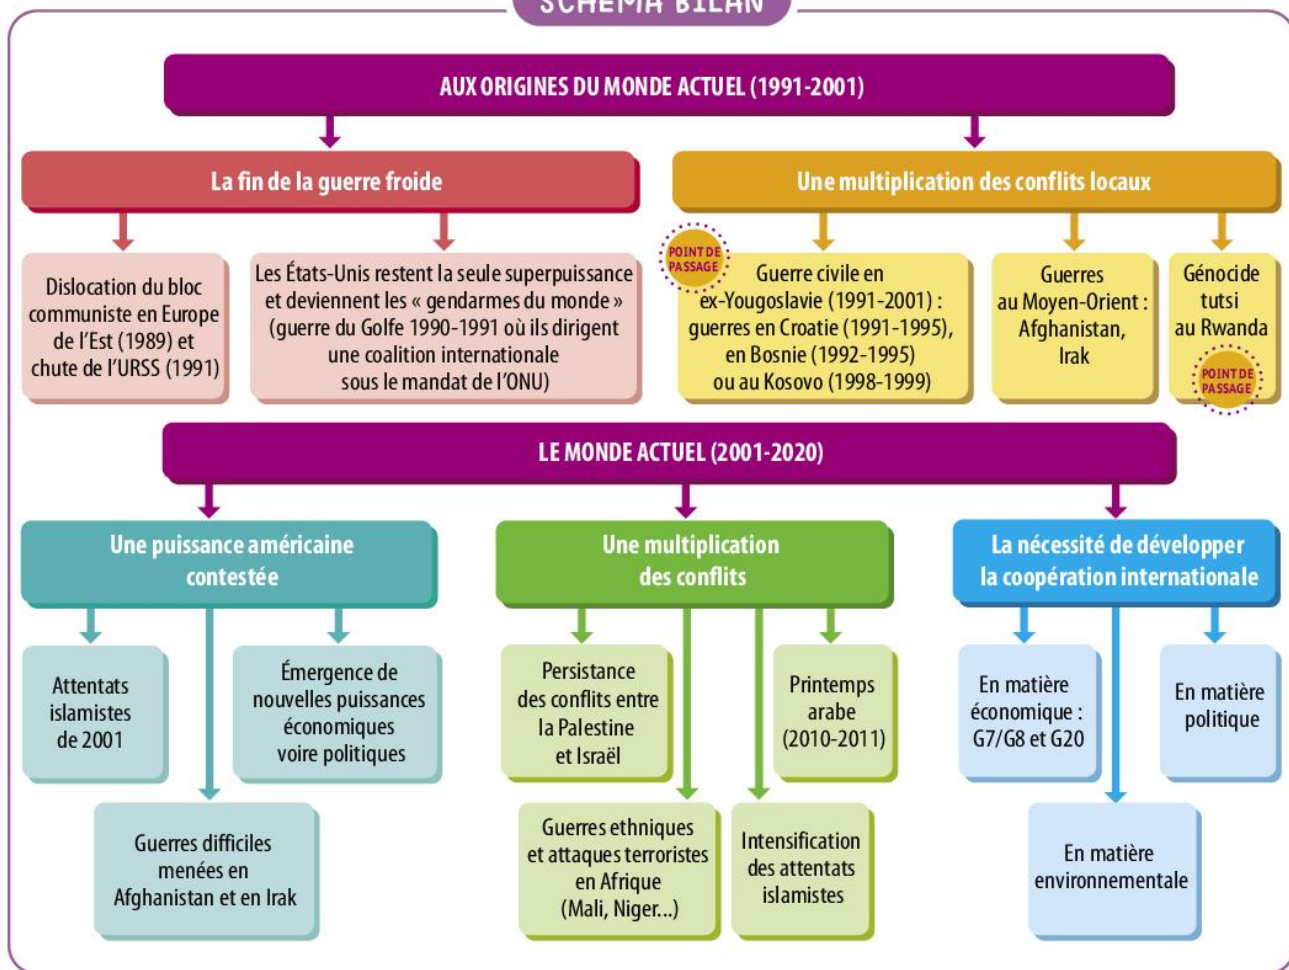 SCHÉMA BILAN
AUX ORIGINES DU MONDE ACTUEL (1991-2001)
La fin de la guerre froide
Une multiplication des conflits locaux
Dislocation du bloc
communiste en Europe
de l’Est (1989) et
chute de l’URSS (1991)
Les États-Unis restent la seule superpuissance
et deviennent les « gendarmes du monde »
(guerre du Golfe 1990-1991 où ils dirigent
une coalition internationale
sous le mandat de l’ONU)
POINT DE
PASSAGE
Guerre civile en
ex-Yougoslavie (1991-2001) :
guerres en Croatie (1991-1995),
en Bosnie (1992-1995)
ou au Kosovo (1998-1999)
Guerres
au Moyen-Orient :
Afghanistan,
Irak
Génocide
tutsi
au Rwanda
POINT DE
PASSAGE
LE MONDE ACTUEL (2001-2020)
Une puissance américaine
contestée
Une multiplication
des conflits
La nécessité de développer
la coopération internationale
Attentats
islamistes
de 2001
Émergence de
nouvelles puissances
économiques
voire politiques
Persistance
des conflits entre
la Palestine
et Israël
Printemps
arabe
(2010-2011)
En matière
économique :
G7/G8 et G20
En matière
politique
Guerres difficiles
menées en
Afghanistan et en Irak
Guerres ethniques
et attaques terroristes
en Afrique
(Mali, Niger...)
Intensification
des attentats
islamistes
En matière
environnementale